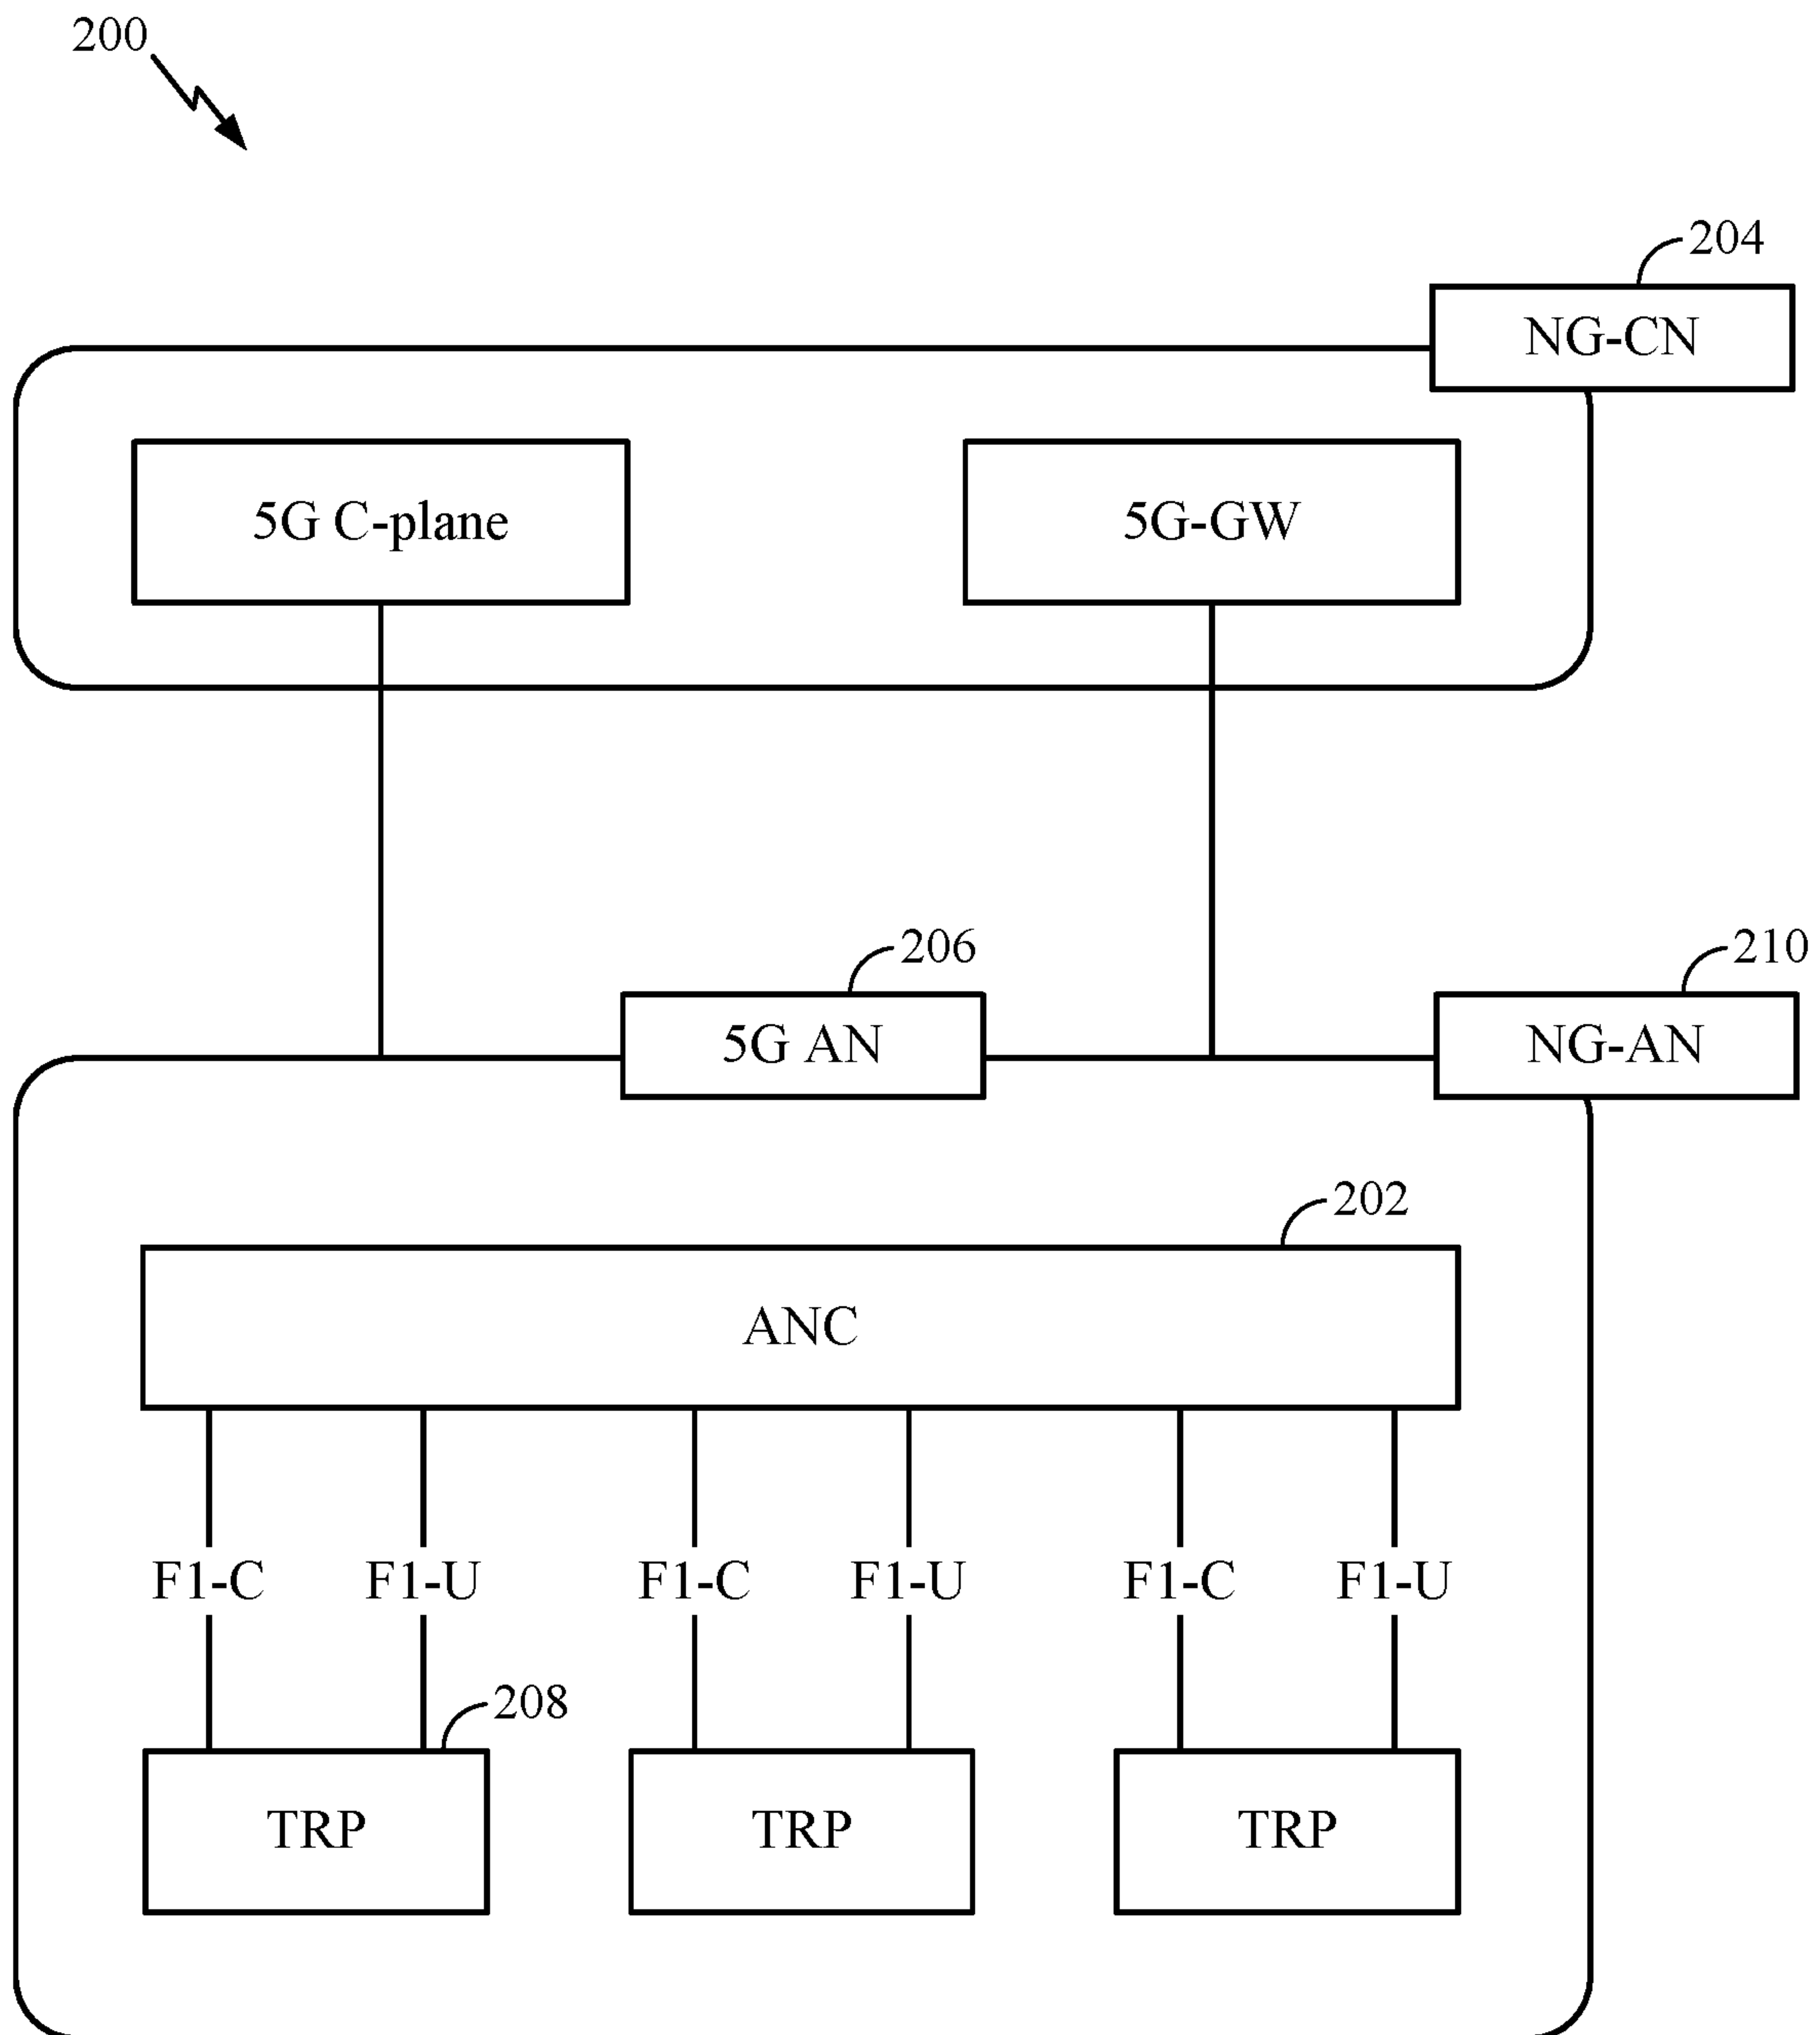 200
204
NG-CN
5G C-plane
5G-GW
206
210
5G AN
NG-AN
202
ANC
F1-C F1-U F1-C F1-U F1-C F1-U
208
TRP TRP TRP